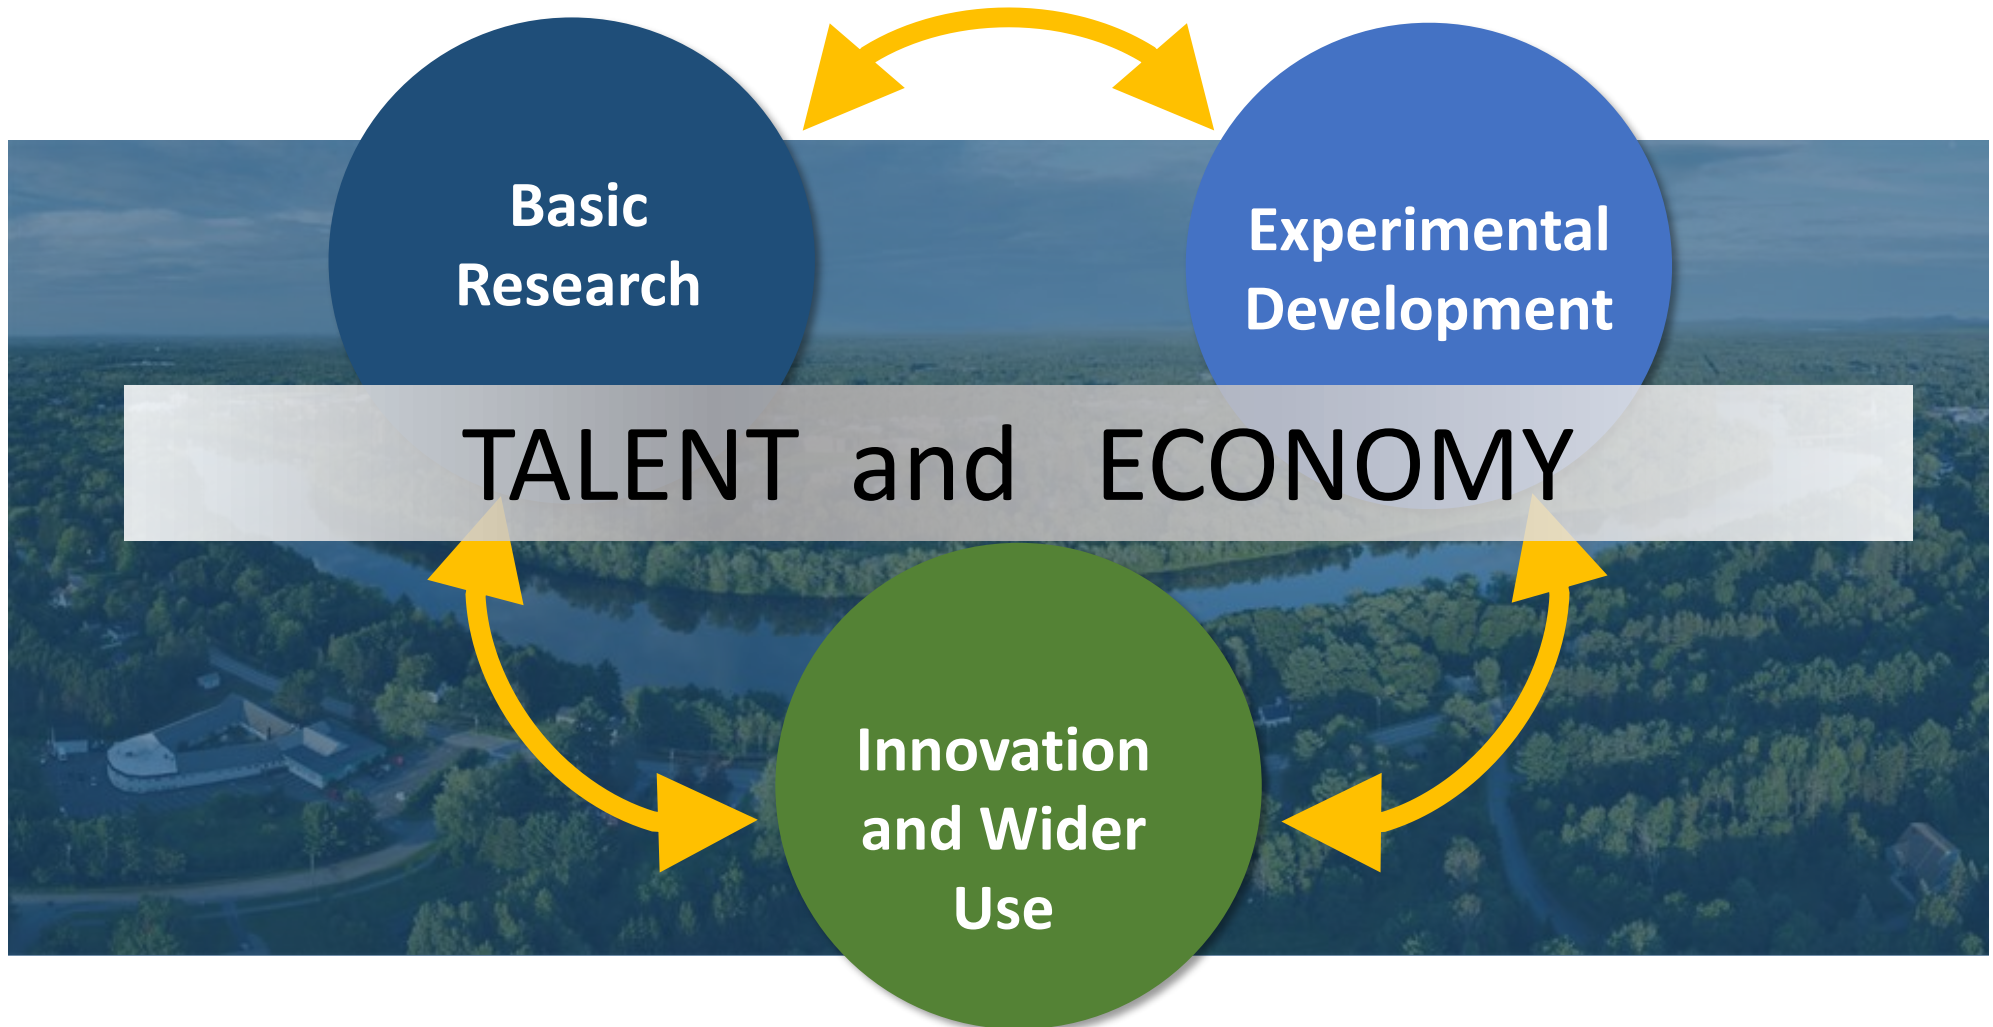 Basic
Research
Experimental
Development
TALENT and ECONOMY
Innovation
and Wider
Use